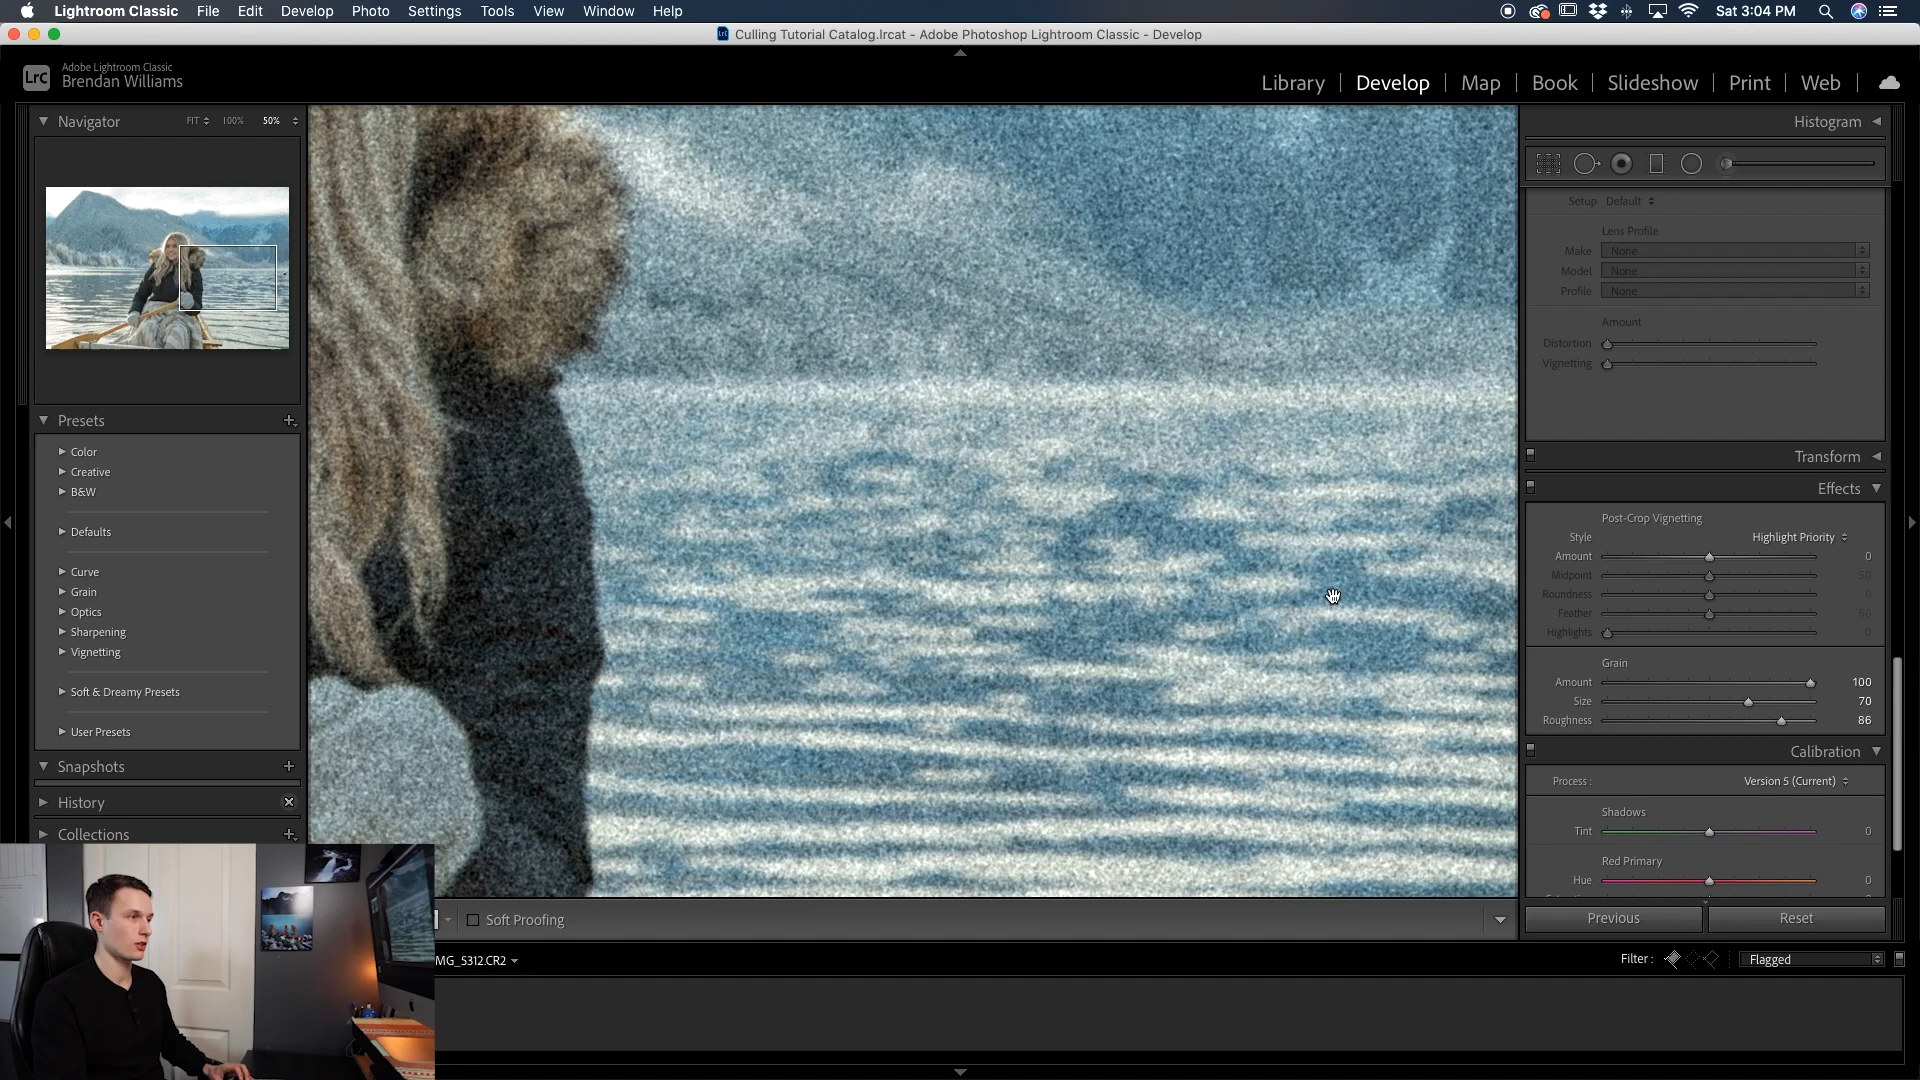 Lightroom Classic File Edit Develop Photo Settings Tools View Window Help Sat 3:04 PM
Lrc Culling Tutorial Catalog.lrcat - Adobe Photoshop Lightroom Classic - Develop
Lrc Adobe Lightroom Classic
Brendan Williams
Library Develop Map Book Slideshow Print Web
Navigator FIT 100% 50%
Presets
Color
Creative
B&W
Defaults
Curve
Grain
Optics
Sharpening
Vignetting
Soft & Dreamy Presets
User Presets
Snapshots
History
Collections
Histogram
Setup Default
Lens Profile
Make None
Model None
Profile None
Amount
Distortion
Vignetting
Transform
Effects
Post-Crop Vignetting
Style Highlight Priority
Amount 0
Midpoint 50
Roundness 0
Feather 50
Highlights 0
Grain
Amount 100
Size 70
Roughness 86
Calibration
Process : Version 5 (Current)
Shadows
Tint 0
Red Primary
Hue 0
Soft Proofing
Previous Reset
MG_5312.CR2
Filter : Flagged